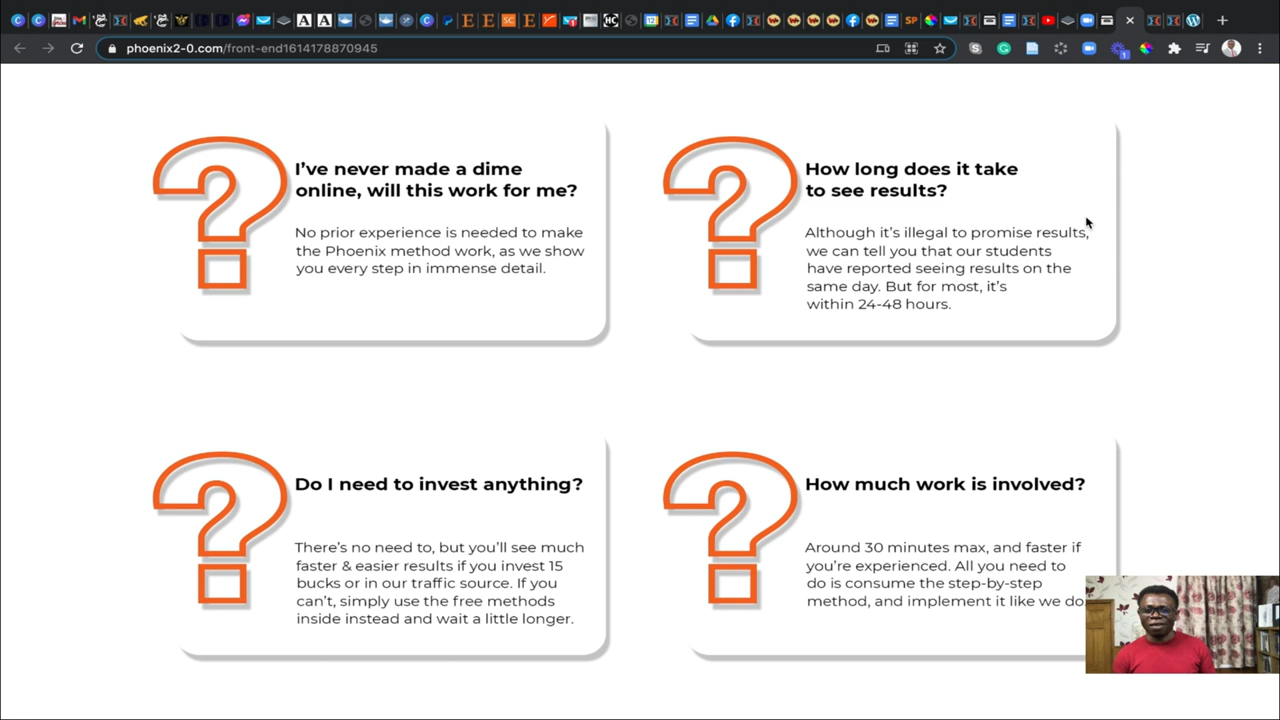 phoenix2-0.com/front-end1614178870945
I've never made a dime
online, will this work for me?
No prior experience is needed to make
the Phoenix method work, as we show
you every step in immense detail.
How long does it take
to see results?
Although it's illegal to promise results,
we can tell you that our students
have reported seeing results on the
same day. But for most, it's
within 24-48 hours.
Do I need to invest anything?
There's no need to, but you'll see much
faster & easier results if you invest 15
bucks or in our traffic source. If you
can't, simply use the free methods
inside instead and wait a little longer.
How much work is involved?
Around 30 minutes max, and faster if
you're experienced. All you need to
do is consume the step-by-step
method, and implement it like we do